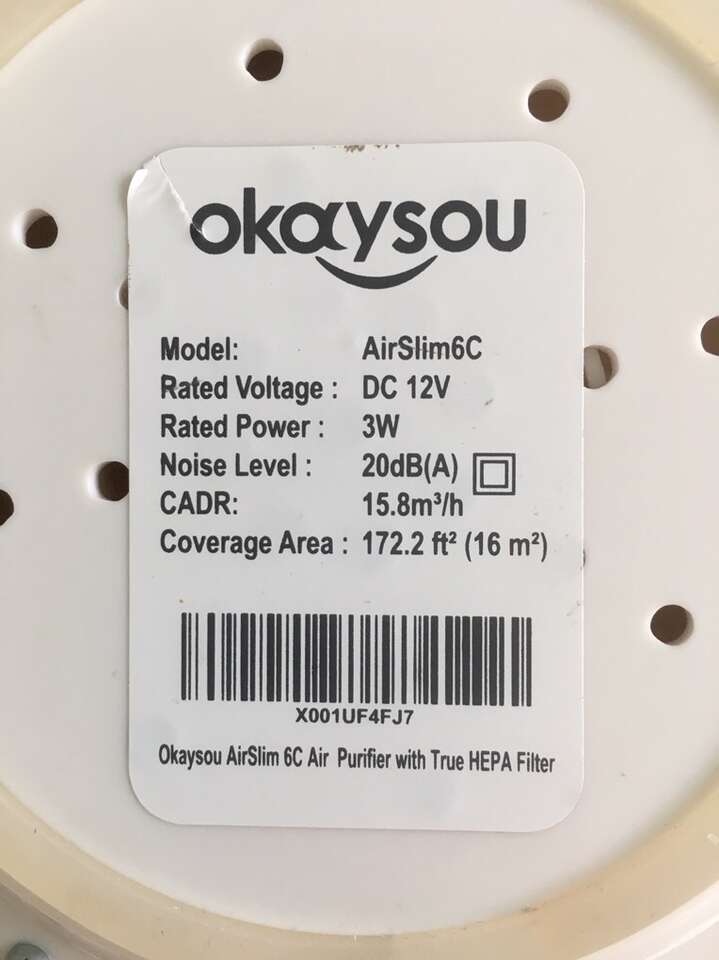 okaysou
Model: AirSlim6C
Rated Voltage : DC 12V
Rated Power : 3W
Noise Level : 20dB(A)
CADR: 15.8m³/h
Coverage Area : 172.2 ft² (16 m²)
X001UF4FJ7
Okaysou AirSlim 6C Air Purifier with True HEPA Filter